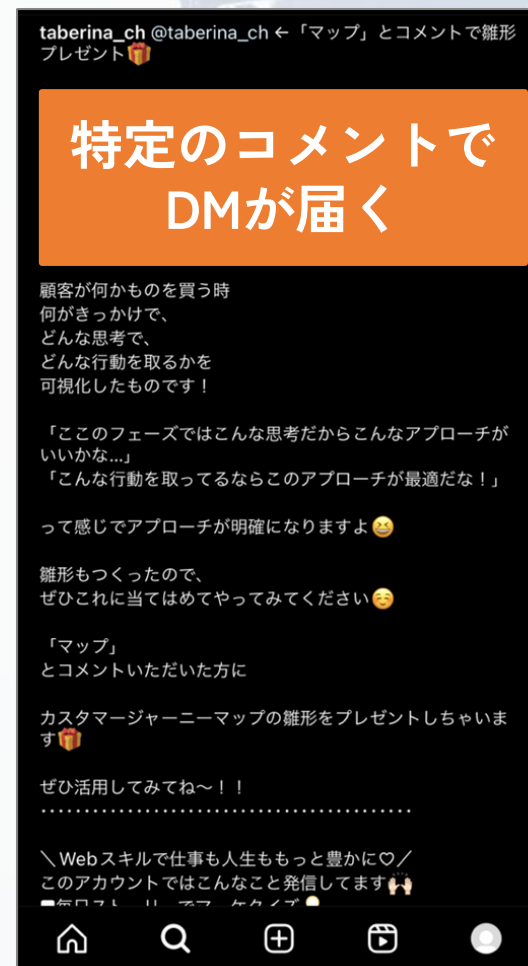 taberina_ch @taberina_ch ←「マップ」とコメントで雛形
プレゼント🎁
特定のコメントで
DMが届く
顧客が何かものを買う時
何がきっかけで、
どんな思考で、
どんな行動を取るかを
可視化したものです！
「ここのフェーズではこんな思考だからこんなアプローチが
いいかな...」
「こんな行動を取ってるならこのアプローチが最適だな！」
って感じでアプローチが明確になりますよ😆
雛形もつくったので、
ぜひこれに当てはめてやってみてください☺️
「マップ」
とコメントいただいた方に
カスタマージャーニーマップの雛形をプレゼントしちゃいま
す🎁
ぜひ活用してみてね〜！！
‥‥‥‥‥‥‥‥‥‥‥‥‥‥‥‥‥‥‥‥‥‥
＼Webスキルで仕事も人生ももっと豊かに♡／
このアカウントではこんなこと発信してます🙌🏻